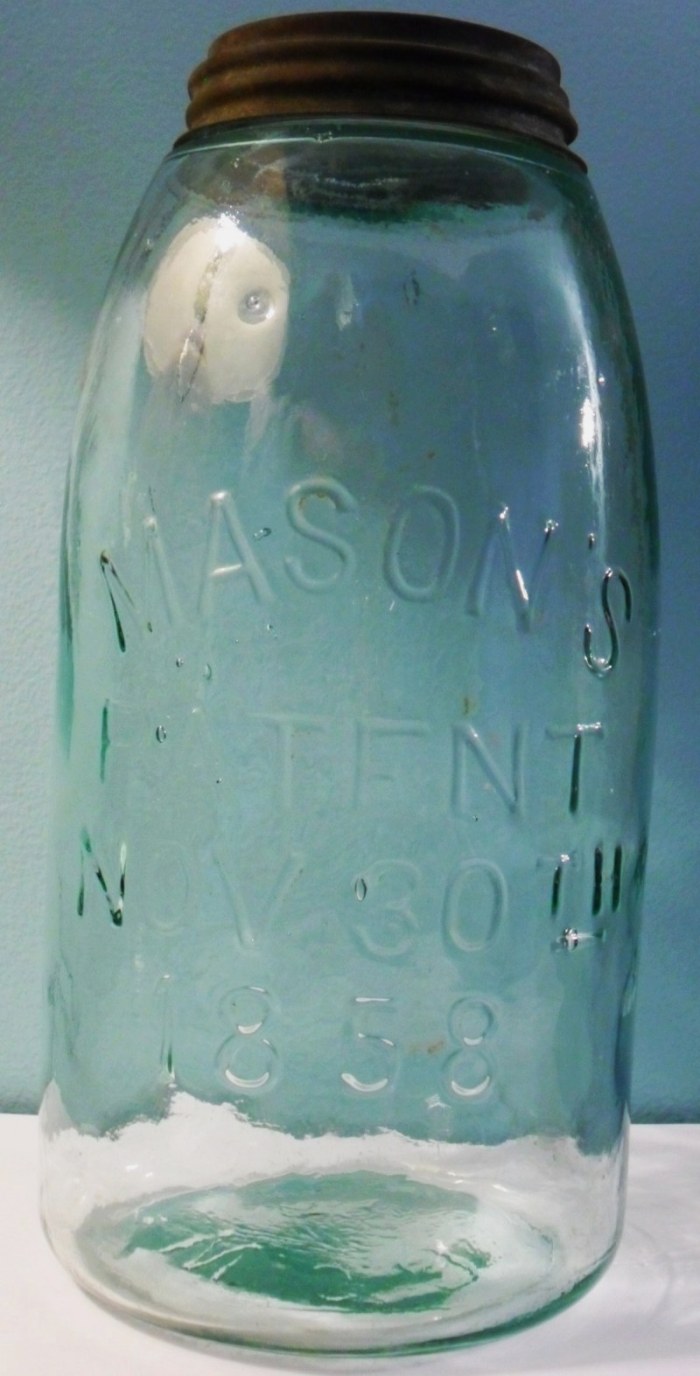 MASON'S
PATENT
NOV 30TH
1858